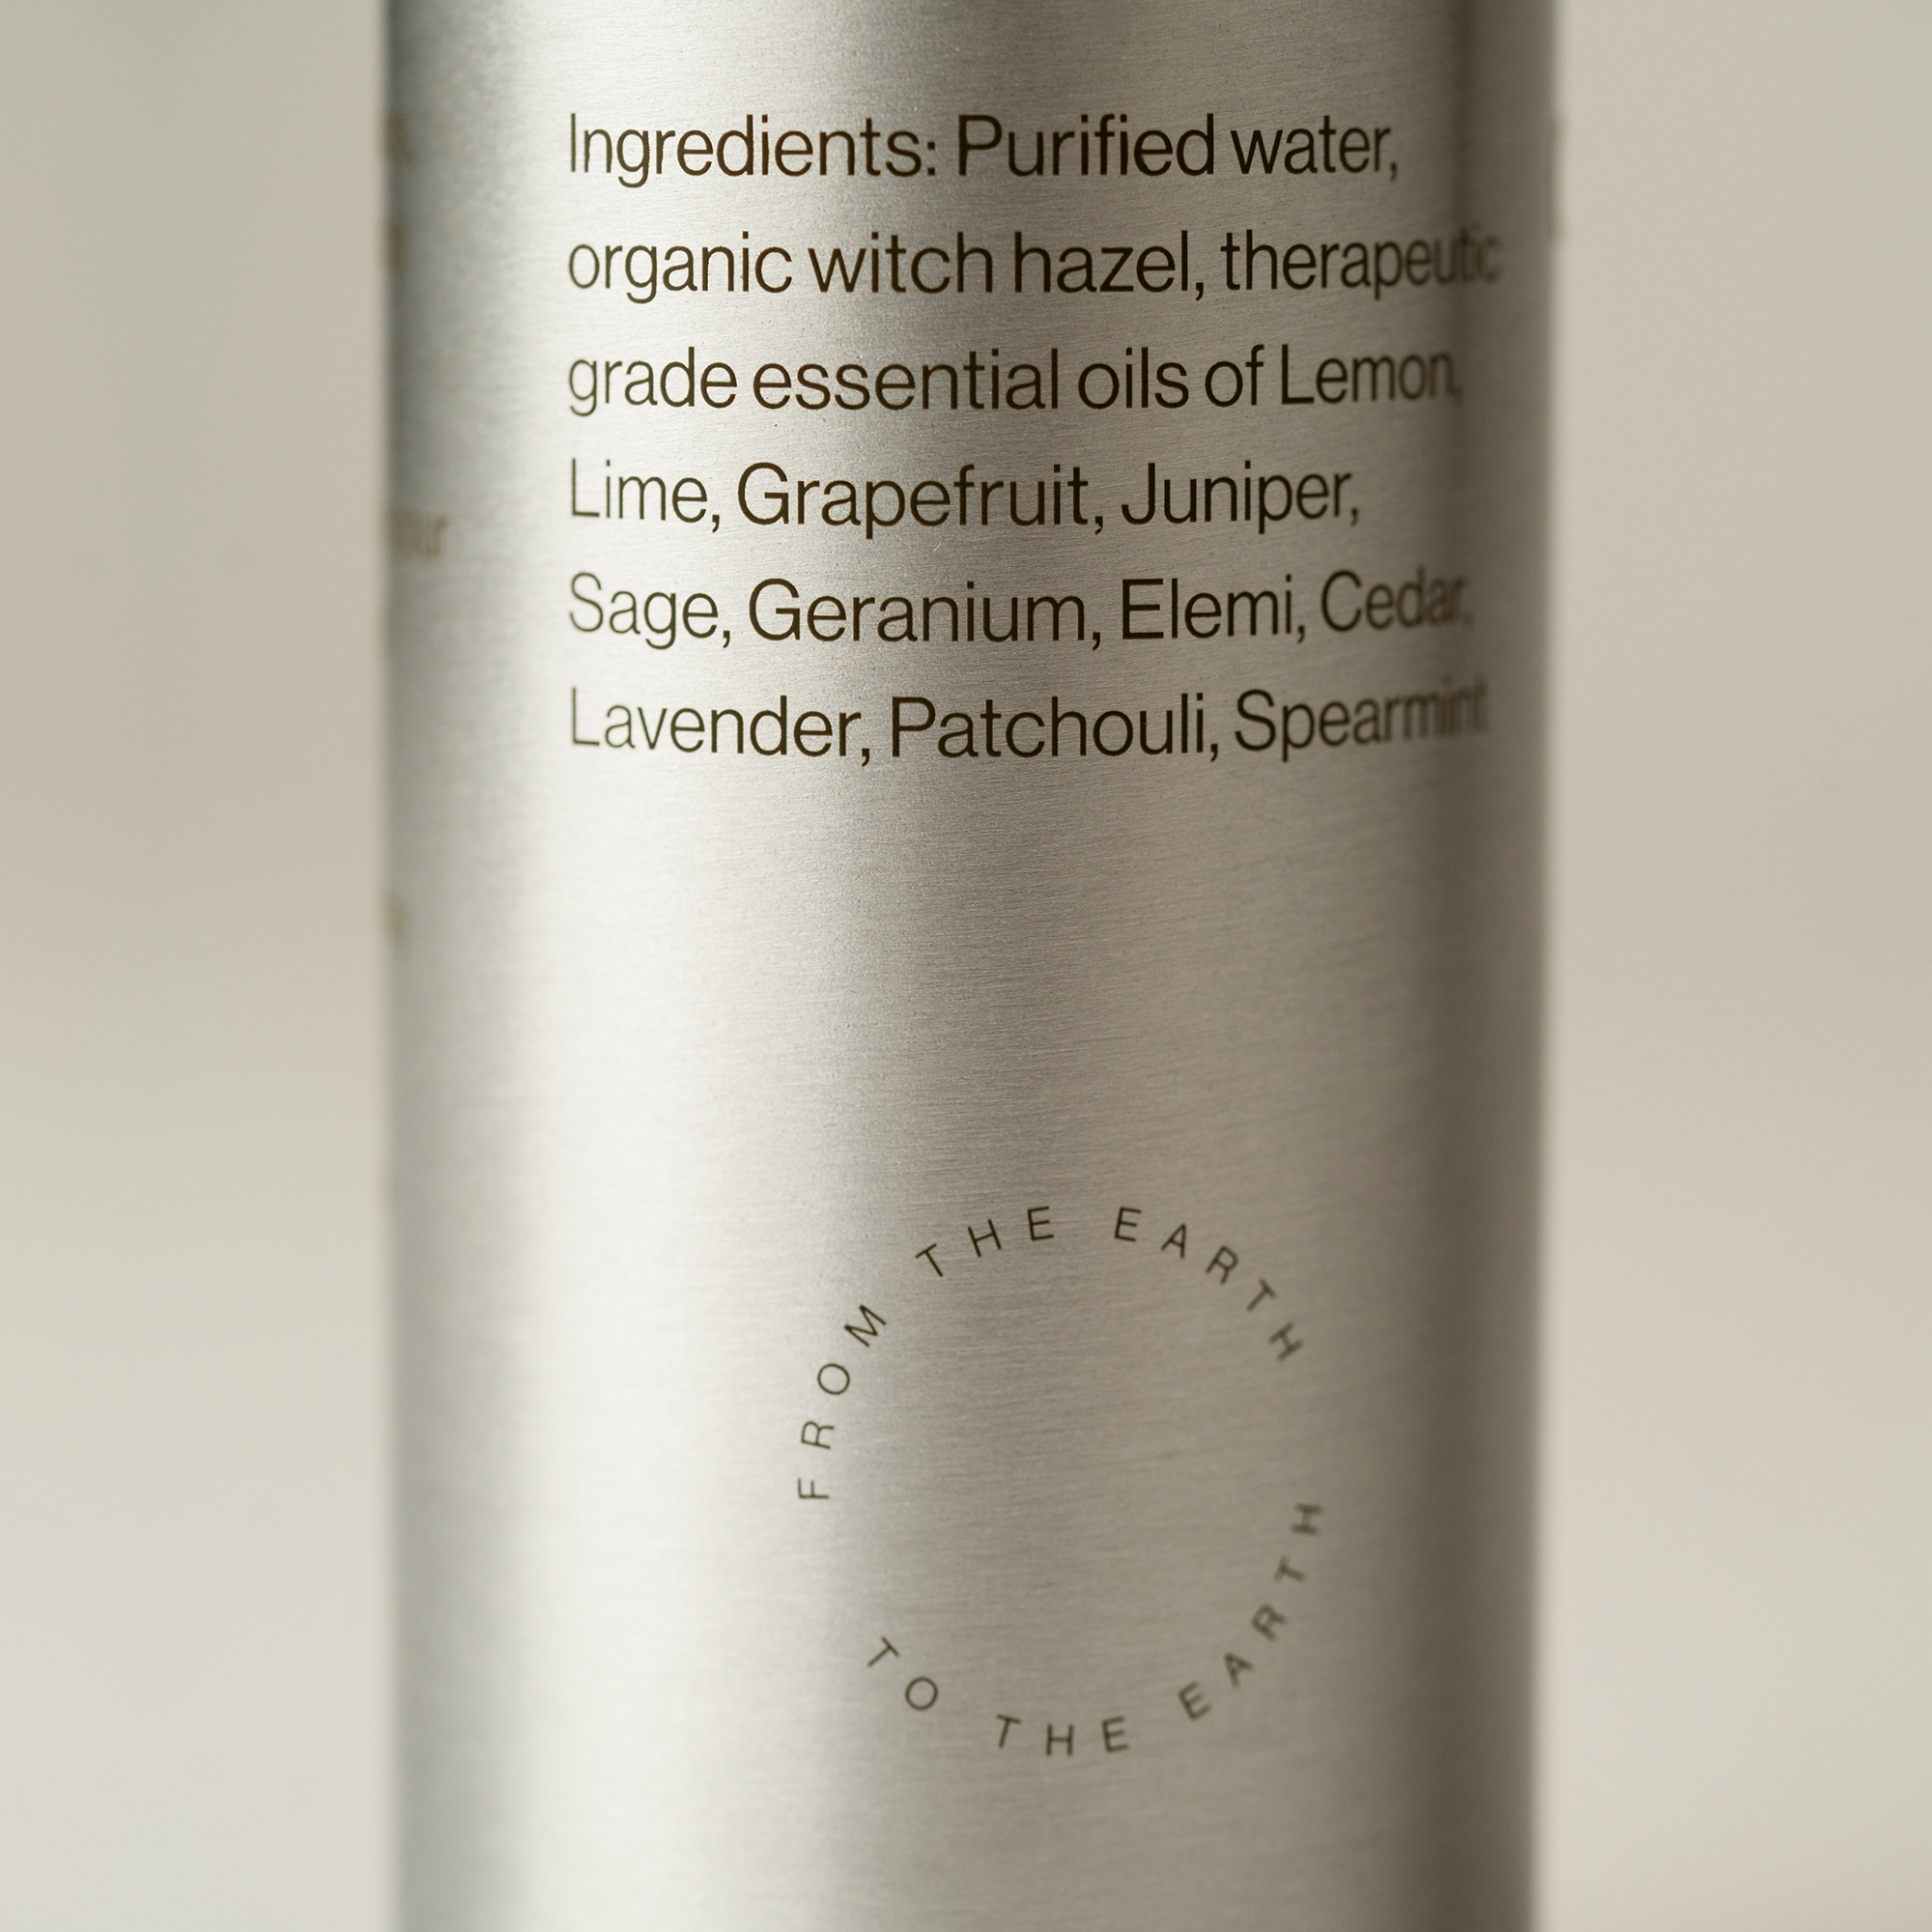 Ingredients: Purified water,
organic witch hazel, therapeutic
grade essential oils of Lemon,
Lime, Grapefruit, Juniper,
Sage, Geranium, Elemi, Cedar,
Lavender, Patchouli, Spearmint
FROM THE EARTH
TO THE EARTH